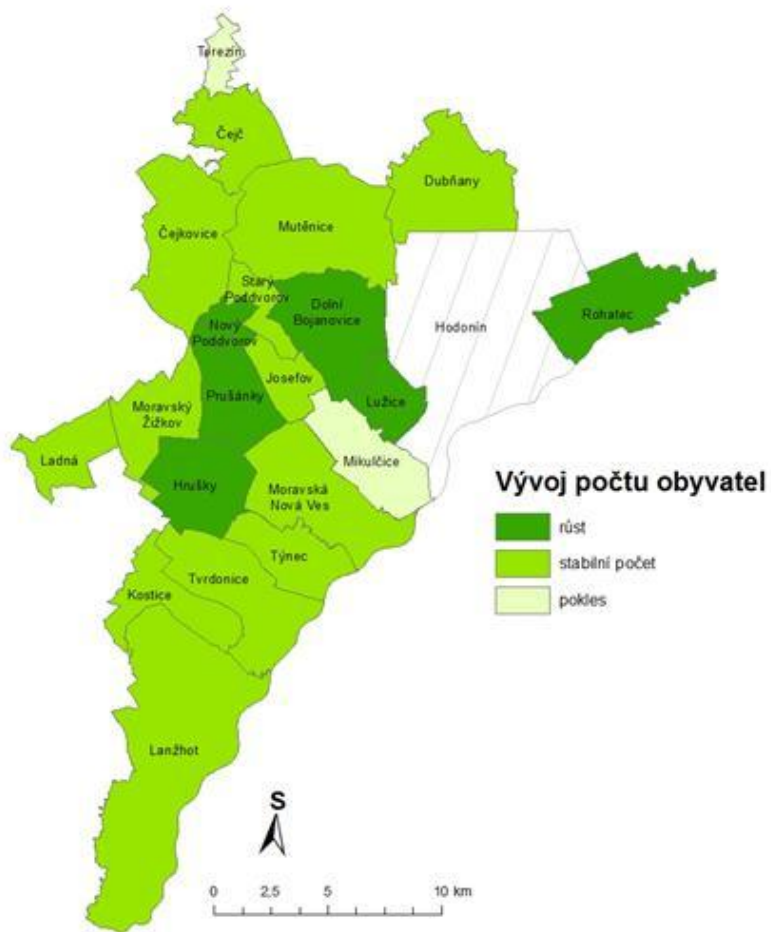 Terezín
Čejč
Dubňany
Čejkovice
Mutěnice
Starý
Poddvorov
Dolní
Bojanovice
Hodonín
Rohatec
Nový
Poddvorov
Josefov
Prušánky
Lužice
Moravský
Žižkov
Ladná
Mikulčice
Hrušky
Moravská
Nová Ves
Týnec
Tvrdonice
Kostice
Lanžhot
Vývoj počtu obyvatel
růst
stabilní počet
pokles
S
0 2,5 5 10 km